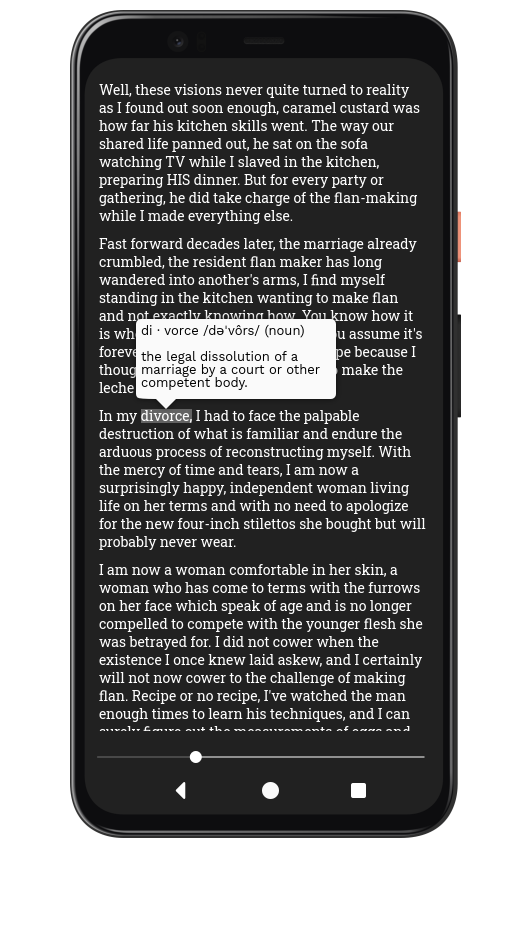 Well, these visions never quite turned to reality
as I found out soon enough, caramel custard was
how far his kitchen skills went. The way our
shared life panned out, he sat on the sofa
watching TV while I slaved in the kitchen,
preparing HIS dinner. But for every party or
gathering, he did take charge of the flan-making
while I made everything else.
Fast forward decades later, the marriage already
crumbled, the resident flan maker has long
wandered into another's arms, I find myself
standing in the kitchen wanting to make flan
and not exactly knowing how. You know how it
is assume it's
because I
make the
leche
di · vorce /dəˈvôrs/ (noun)
the legal dissolution of a
marriage by a court or other
competent body.
In my divorce, I had to face the palpable
destruction of what is familiar and endure the
arduous process of reconstructing myself. With
the mercy of time and tears, I am now a
surprisingly happy, independent woman living
life on her terms and with no need to apologize
for the new four-inch stilettos she bought but will
probably never wear.
I am now a woman comfortable in her skin, a
woman who has come to terms with the furrows
on her face which speak of age and is no longer
compelled to compete with the younger flesh she
was betrayed for. I did not cower when the
existence I once knew laid askew, and I certainly
will not now cower to the challenge of making
flan. Recipe or no recipe, I've watched the man
enough times to learn his techniques, and I can
surely figure out the measurements of eggs and